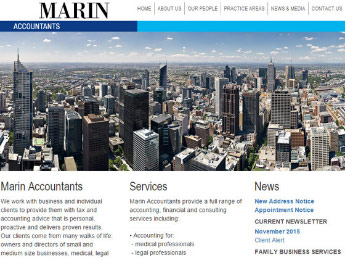 MARIN
HOME | ABOUT US | OUR PEOPLE | PRACTICE AREAS | NEWS & MEDIA | CONTACT
ACCOUNTANTS
Marin Accountants
We work with business and individual
clients to provide them with tax and
accounting advice that is personal,
proactive and delivers proven results.
Our clients come from many walks of life:
owners and directors of small and
medium size businesses, medical, legal
Services
Marin Accountants provide a full range of
accounting, financial and consulting
services including:
• Accounting for:
- medical professionals
- legal professionals
News
New Address Notice
Appointment Notice
CURRENT NEWSLETTER
November 2015
Client Alert
FAMILY BUSINESS SERVICES